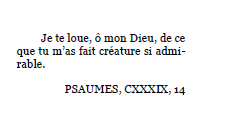 Je te loue, ô mon Dieu, de ce
que tu m'as fait créature si admi-
rable.
PSAUMES, CXXXIX, 14